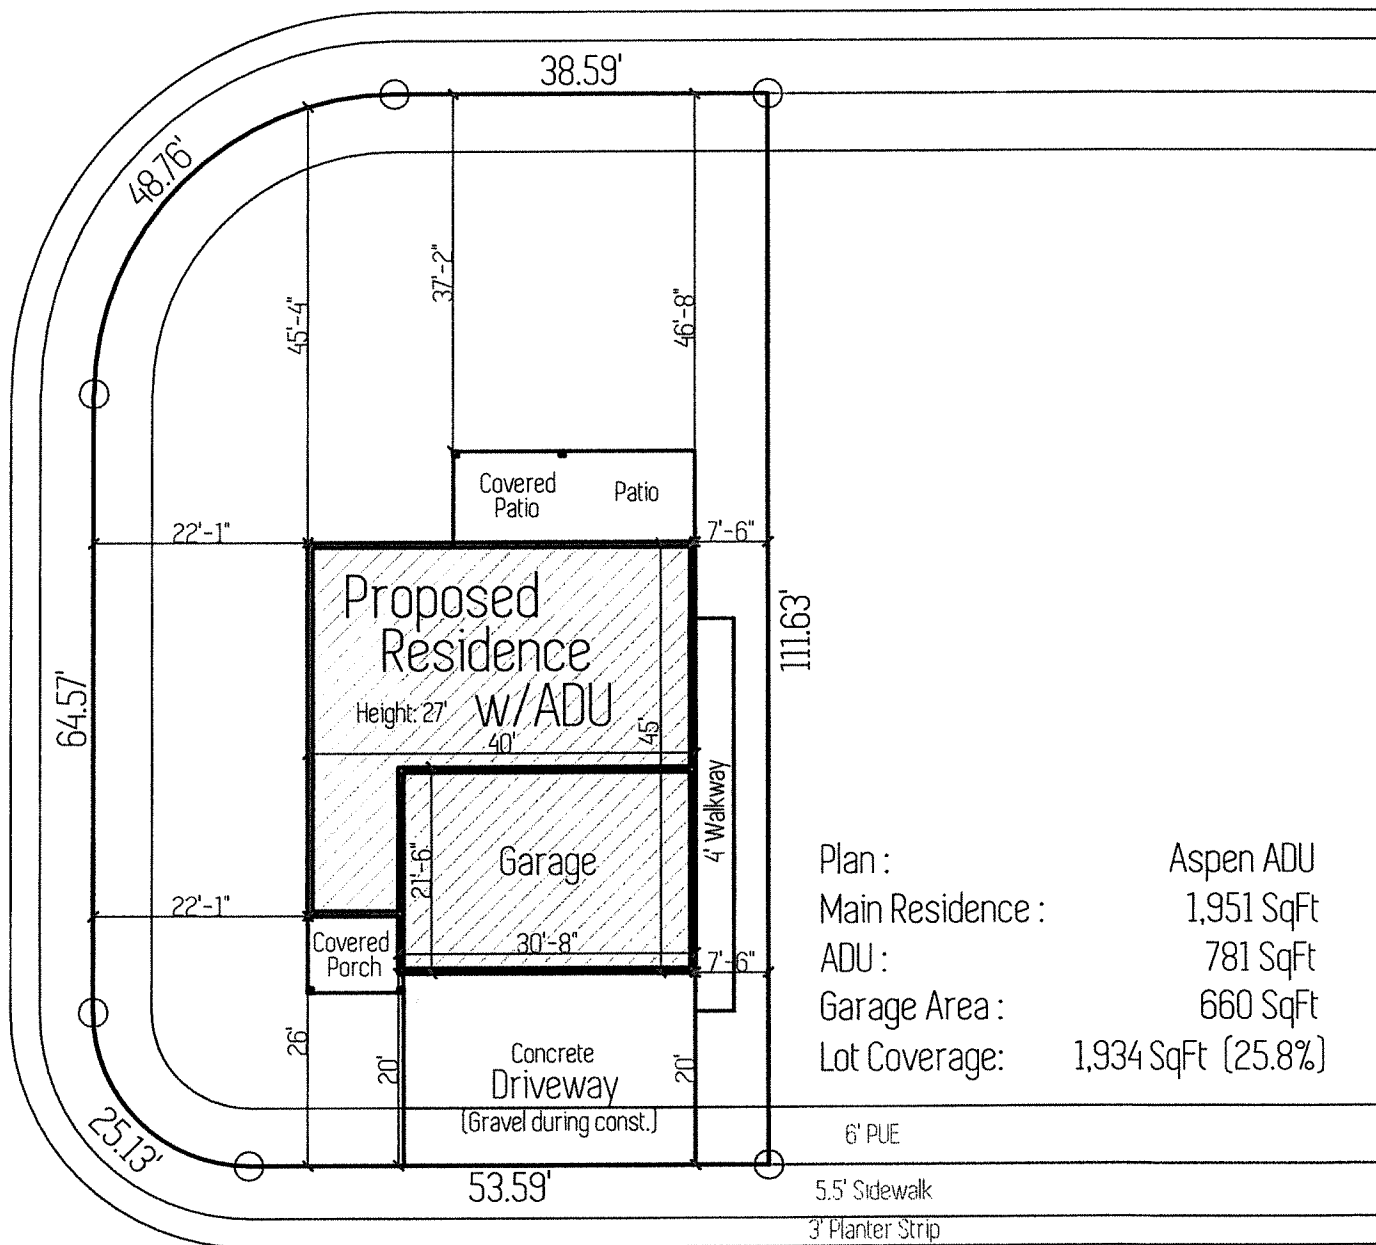 38.59'
48.76'
37'-2"
45'-4"
46'-8"
Covered
Patio
Patio
22'-1"
7'-6"
Proposed
Residence
w/ADU
Height: 27'
40'
45'
111.63'
64.57'
4' Walkway
Garage
21'-6"
30'-8"
22'-1"
Covered
Porch
7'-6"
Plan : Aspen ADU
Main Residence : 1,951 SqFt
ADU : 781 SqFt
Garage Area : 660 SqFt
Lot Coverage: 1,934 SqFt (25.8%)
26'
20'
Concrete
Driveway
(Gravel during const.)
20'
25.13'
53.59'
6' PUE
5.5' Sidewalk
3' Planter Strip